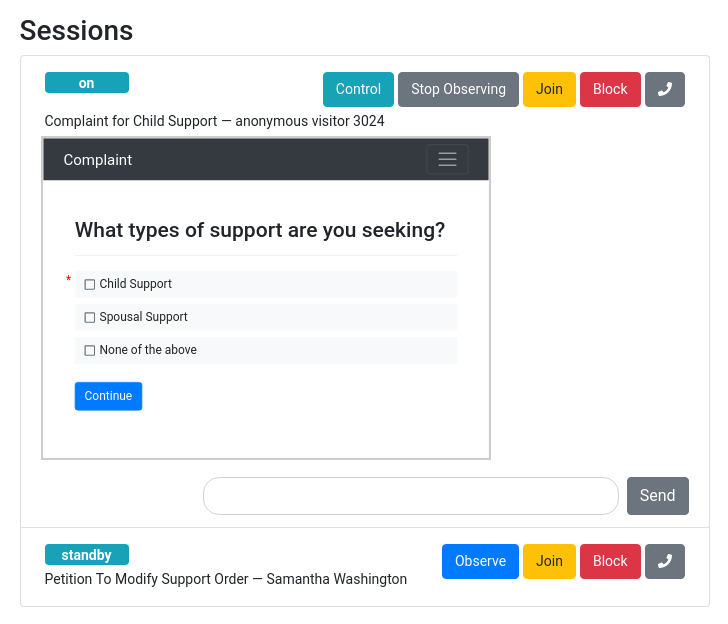 Sessions
on
Control Stop Observing Join Block
Complaint for Child Support — anonymous visitor 3024
Complaint
What types of support are you seeking?
* Child Support
Spousal Support
None of the above
Continue
Send
standby
Observe Join Block
Petition To Modify Support Order — Samantha Washington